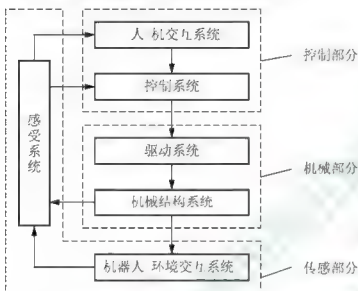 人-机交互系统
控制系统
控制部分
感受系统
驱动系统
机械结构系统
机械部分
机器人-环境交互系统
传感部分